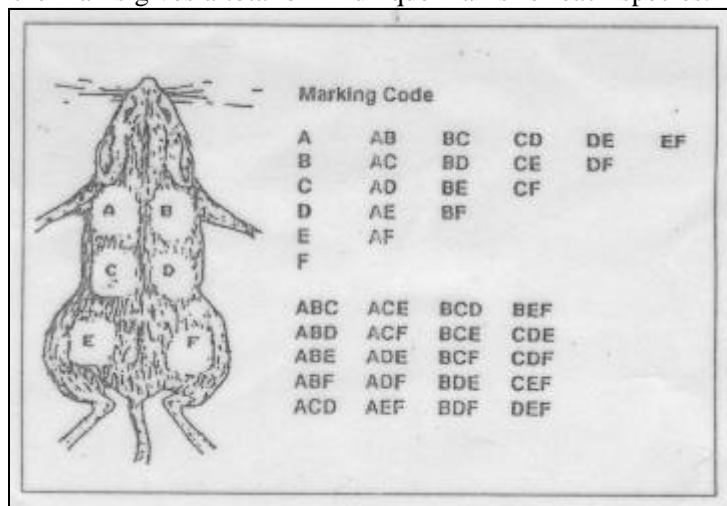 Marking Code
A AB BC CD DE EF
B AC BD CE DF
C AD BE CF
D AE BF
E AF
F
ABC ACE BCD BEF
ABD ACF BCE CDE
ABE ADE BCF CDF
ABF ADF BDE CEF
ACD AEF BDF DEF
A B
C D
E F